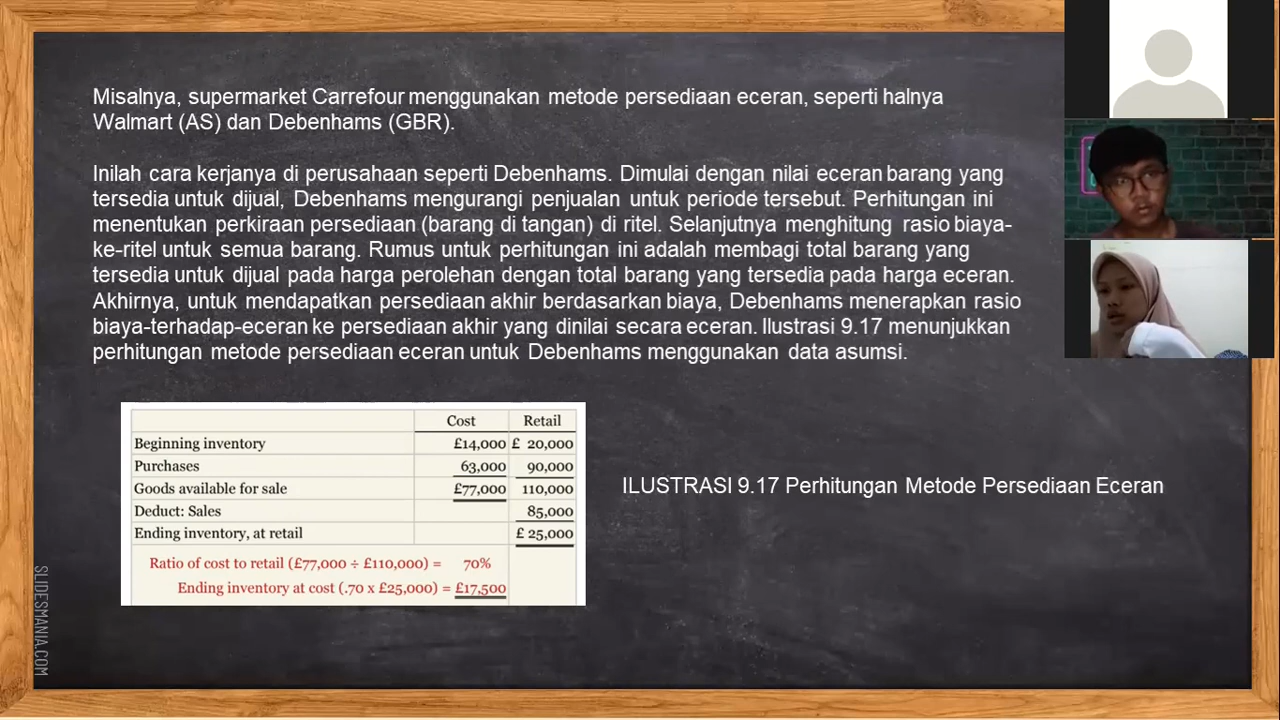 Misalnya, supermarket Carrefour menggunakan metode persediaan eceran, seperti halnya
Walmart (AS) dan Debenhams (GBR).
Inilah cara kerjanya di perusahaan seperti Debenhams. Dimulai dengan nilai eceran barang yang
tersedia untuk dijual, Debenhams mengurangi penjualan untuk periode tersebut. Perhitungan ini
menentukan perkiraan persediaan (barang di tangan) di ritel. Selanjutnya menghitung rasio biaya-
ke-ritel untuk semua barang. Rumus untuk perhitungan ini adalah membagi total barang yang
tersedia untuk dijual pada harga perolehan dengan total barang yang tersedia pada harga eceran.
Akhirnya, untuk mendapatkan persediaan akhir berdasarkan biaya, Debenhams menerapkan rasio
biaya-terhadap-eceran ke persediaan akhir yang dinilai secara eceran. Ilustrasi 9.17 menunjukkan
perhitungan metode persediaan eceran untuk Debenhams menggunakan data asumsi.
Cost Retail
Beginning inventory £14,000 £ 20,000
Purchases 63,000 90,000
Goods available for sale £77,000 110,000
Deduct: Sales 85,000
Ending inventory, at retail £ 25,000
Ratio of cost to retail (£77,000 ÷ £110,000) = 70%
Ending inventory at cost (.70 x £25,000) = £17,500
ILUSTRASI 9.17 Perhitungan Metode Persediaan Eceran
SLIDESMANIA.COM